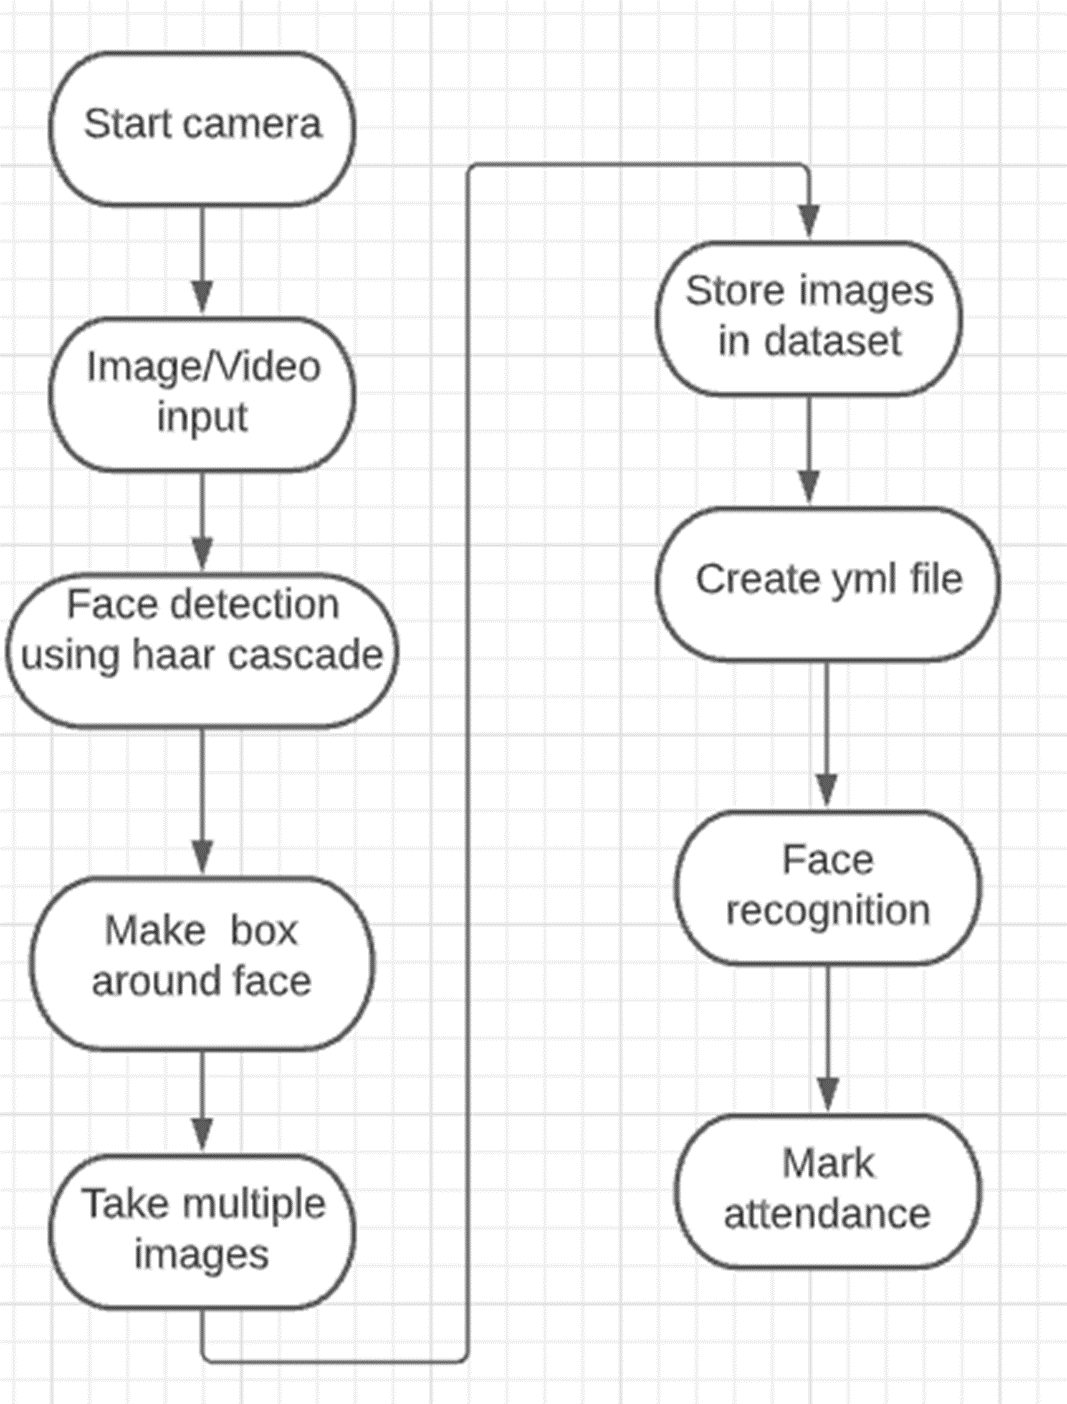 Start camera
Image/Video
input
Face detection
using haar cascade
Make  box
around face
Take multiple
images
Store images
in dataset
Create yml file
Face
recognition
Mark
attendance